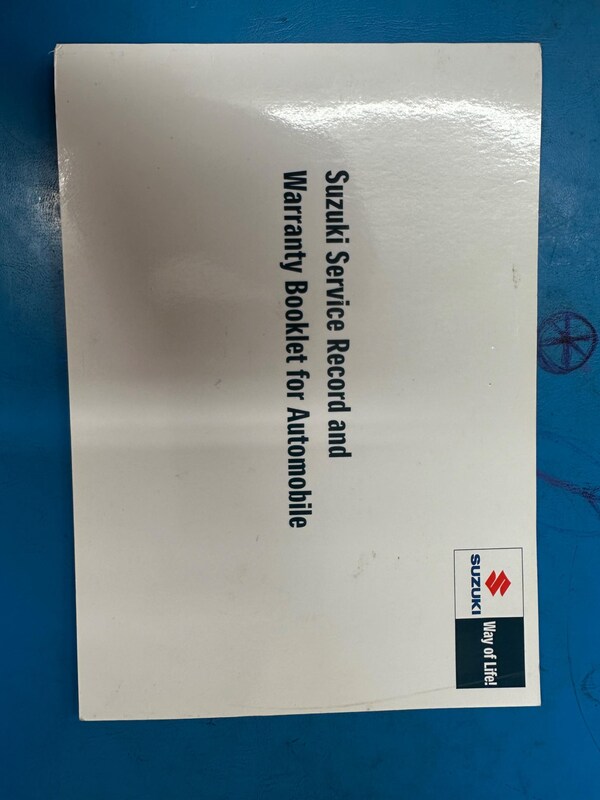 SUZUKI
Way of Life!
Suzuki Service Record and
Warranty Booklet for Automobile